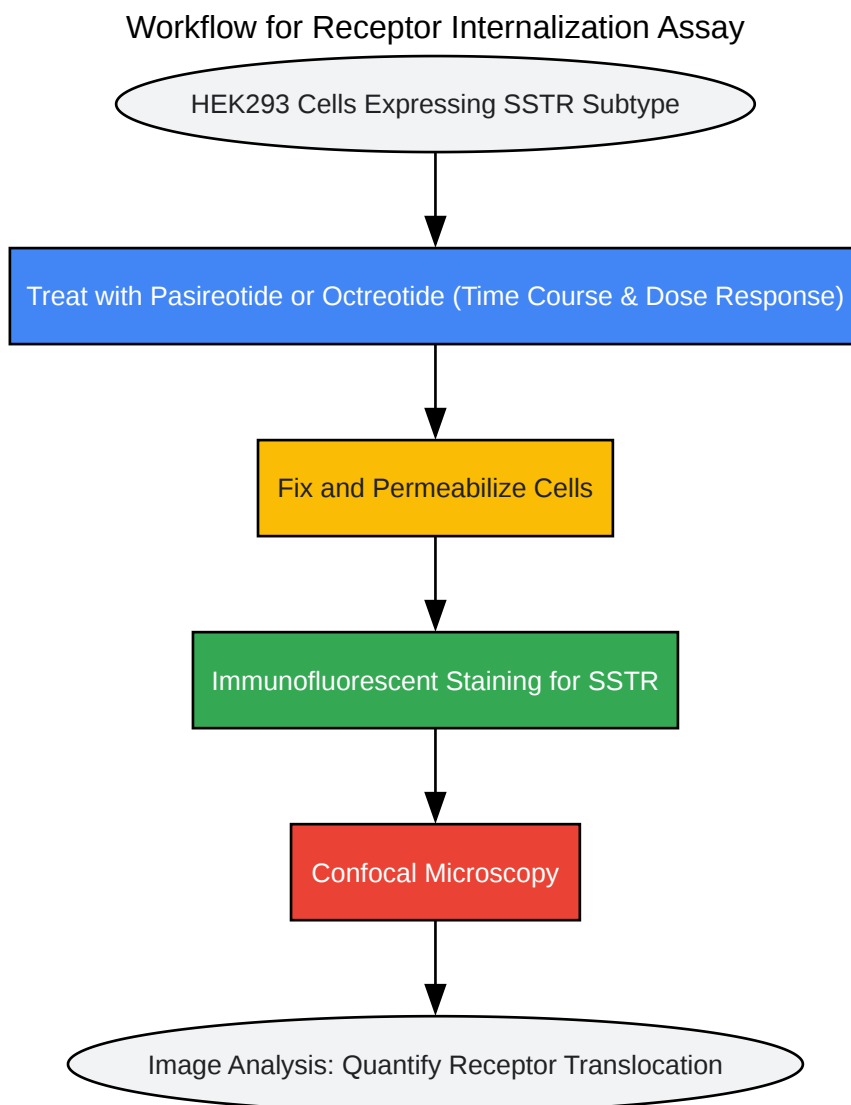 Workflow for Receptor Internalization Assay
HEK293 Cells Expressing SSTR Subtype
Treat with Pasireotide or Octreotide (Time Course & Dose Response)
Fix and Permeabilize Cells
Immunofluorescent Staining for SSTR
Confocal Microscopy
Image Analysis: Quantify Receptor Translocation